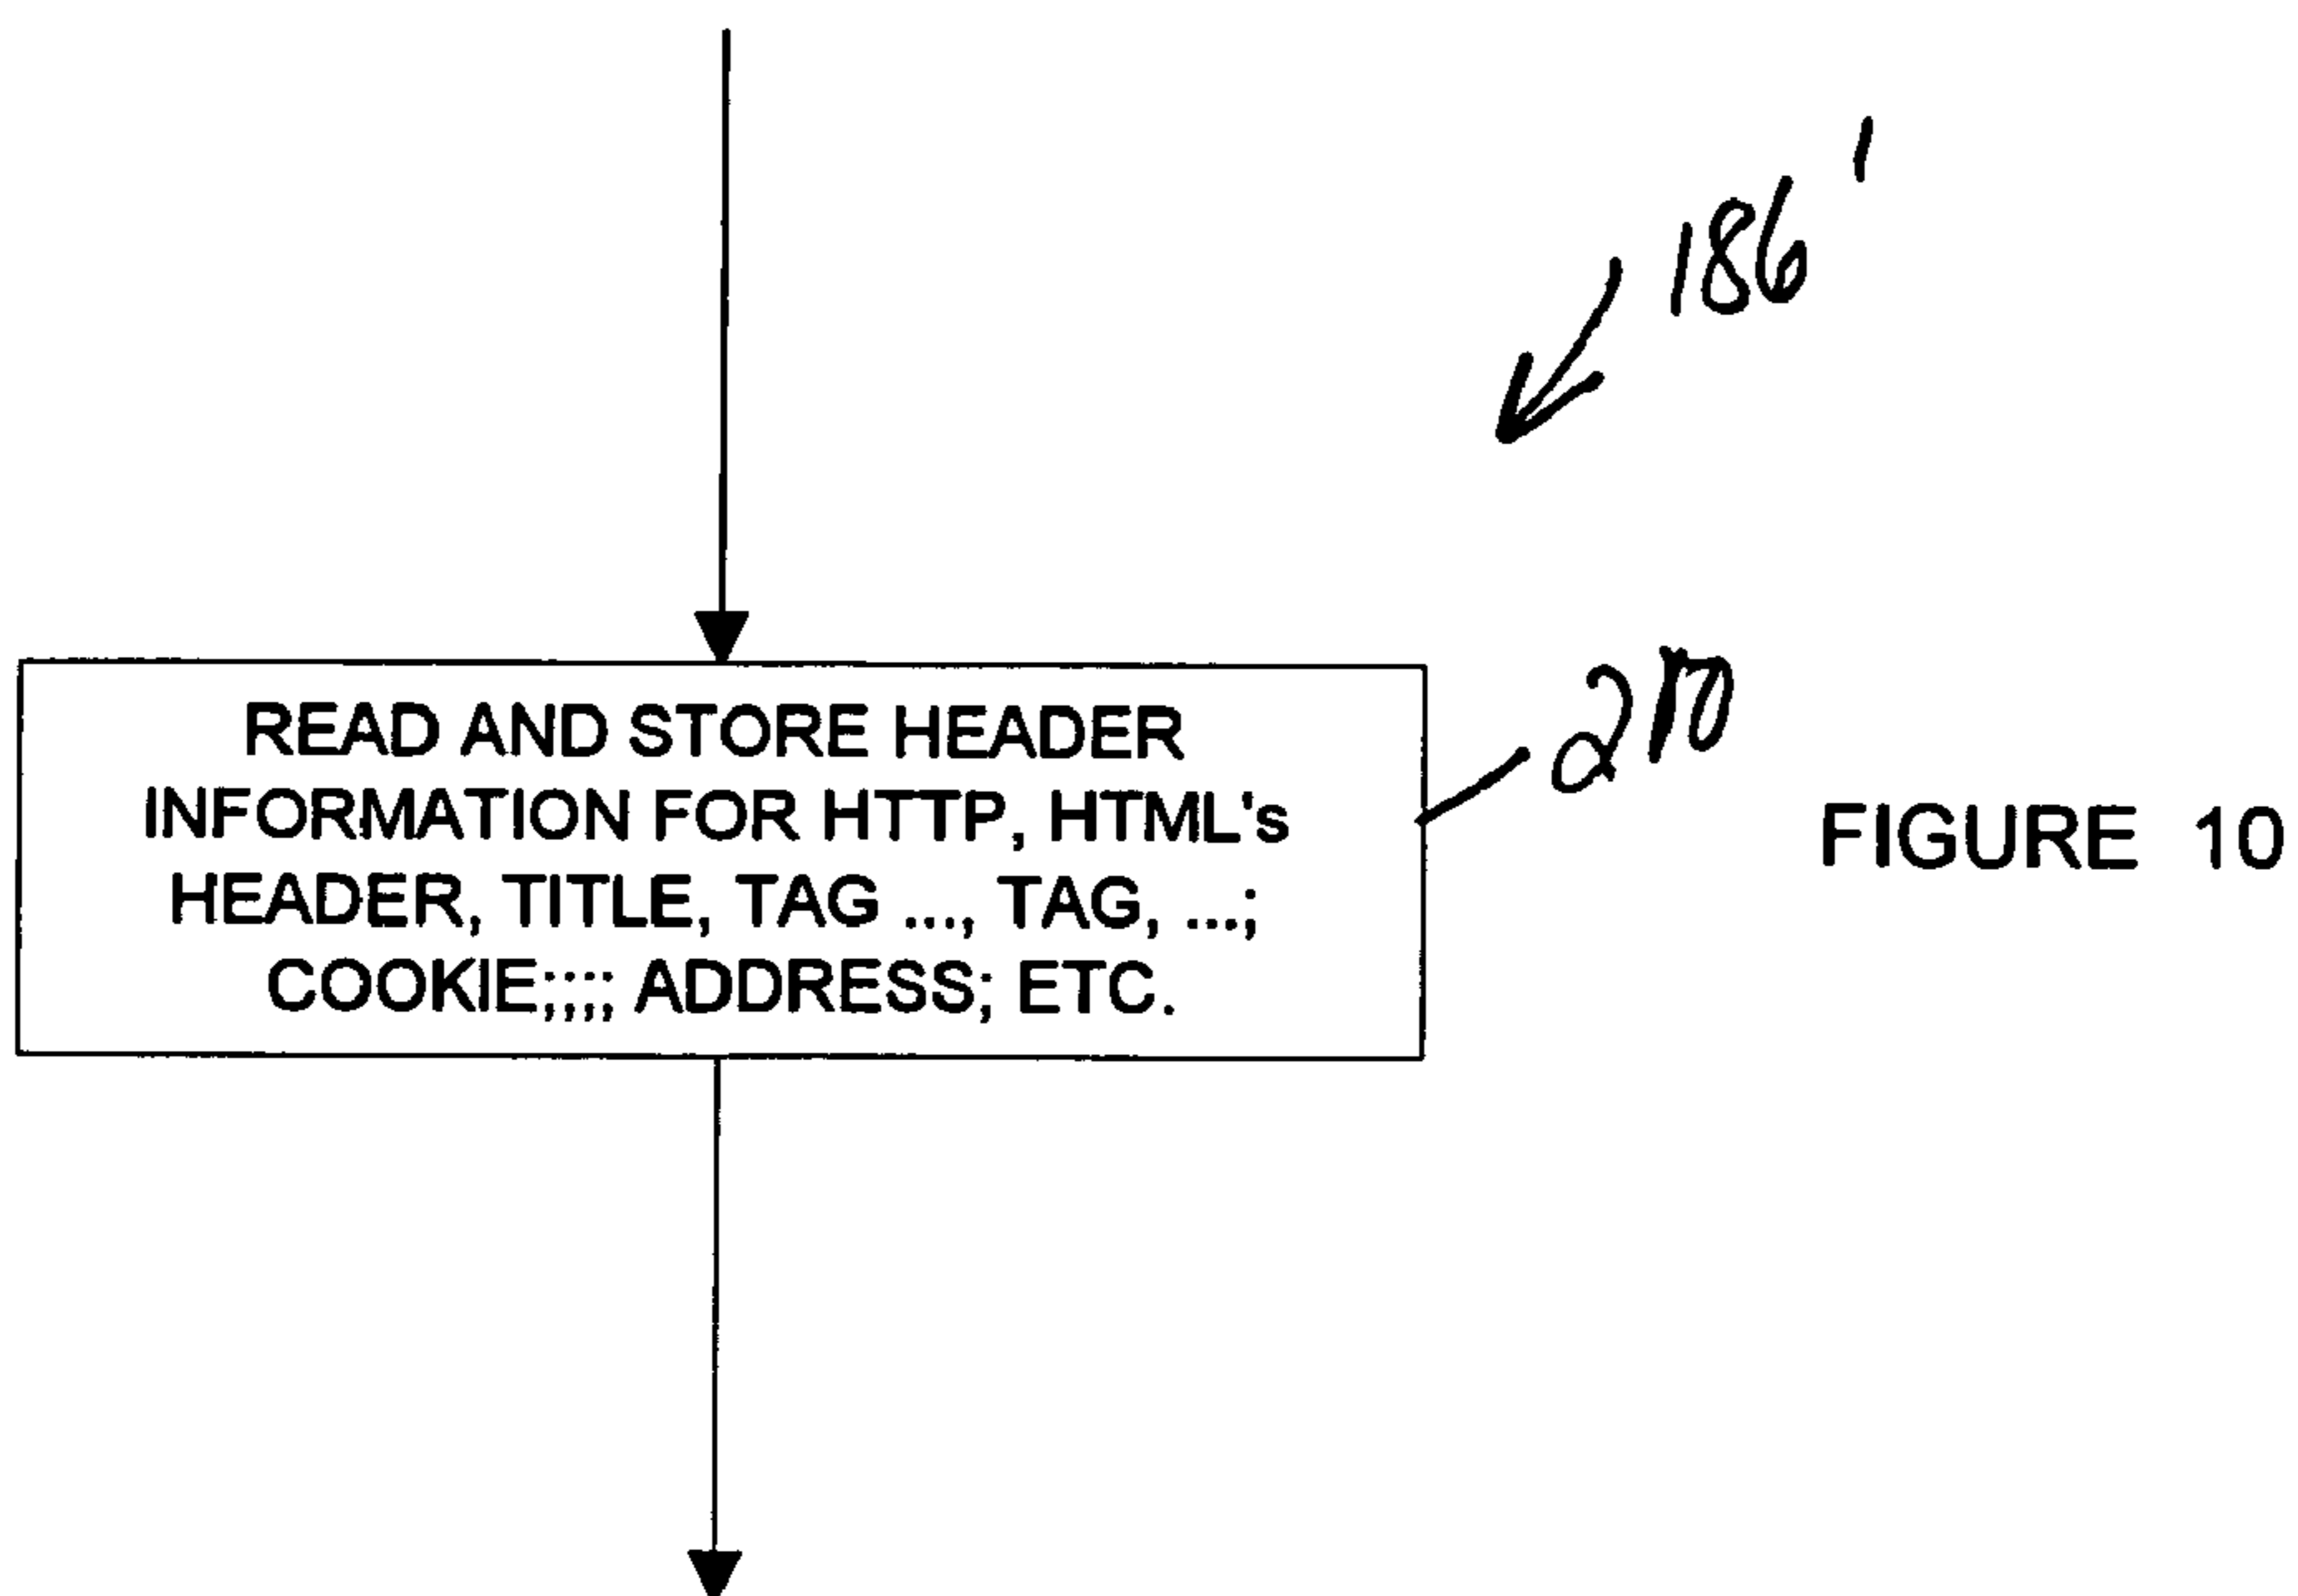 186'
READ AND STORE HEADER
INFORMATION FOR HTTP, HTML's
HEADER, TITLE, TAG ..., TAG, ...;
COOKIE;;;; ADDRESS; ETC.
210
FIGURE 10